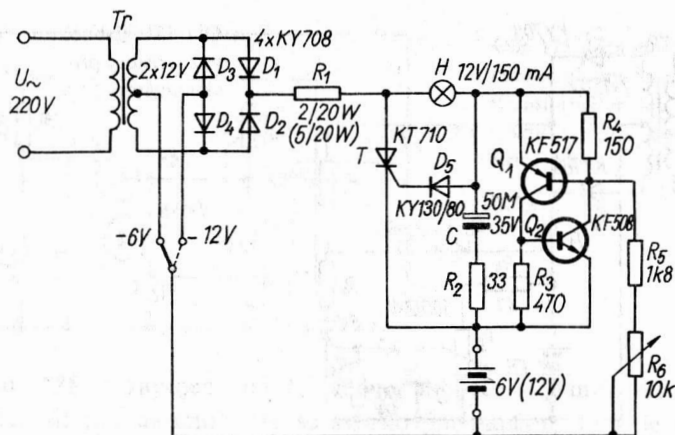 Tr
4xKY708
U~
220V
2x12V
D3
D1
D4
D2
R1
2/20W
(5/20W)
H
12V/150 mA
KT710
T
D5
KY130/80
Q1
KF517
R4
150
50M
35V
C
Q2
KF508
R2
33
R3
470
R5
1k8
R6
10k
-6V
-12V
6V(12V)